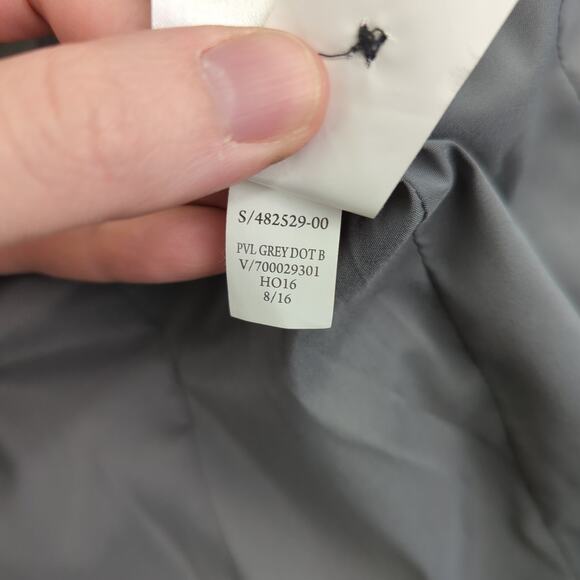 S/482529-00
PVL GREY DOT B
V/700029301
HO16
8/16